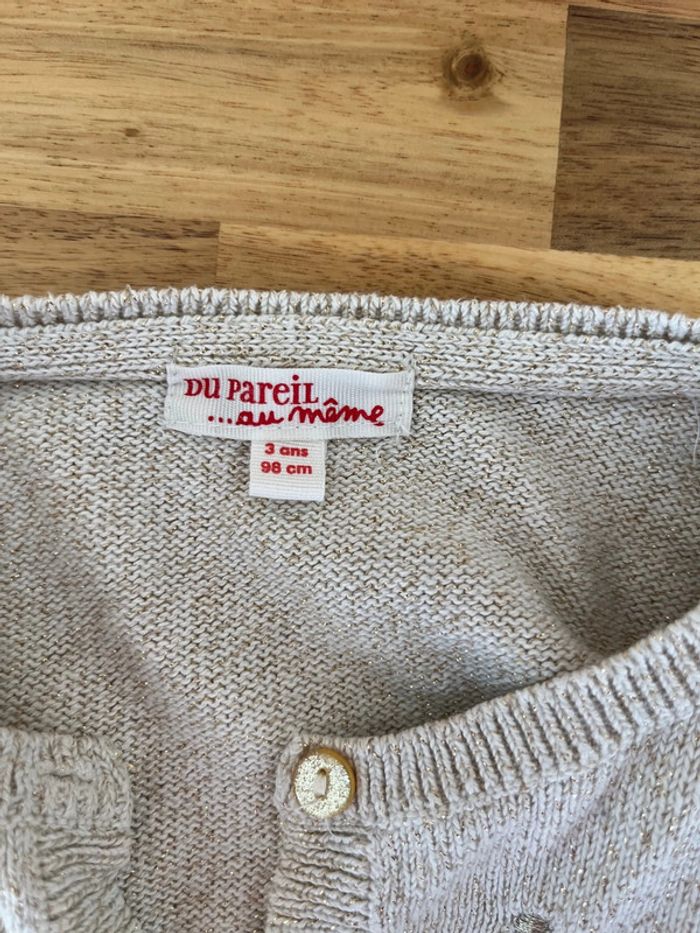 DU PAREIL
...au même
3 ans
98 cm